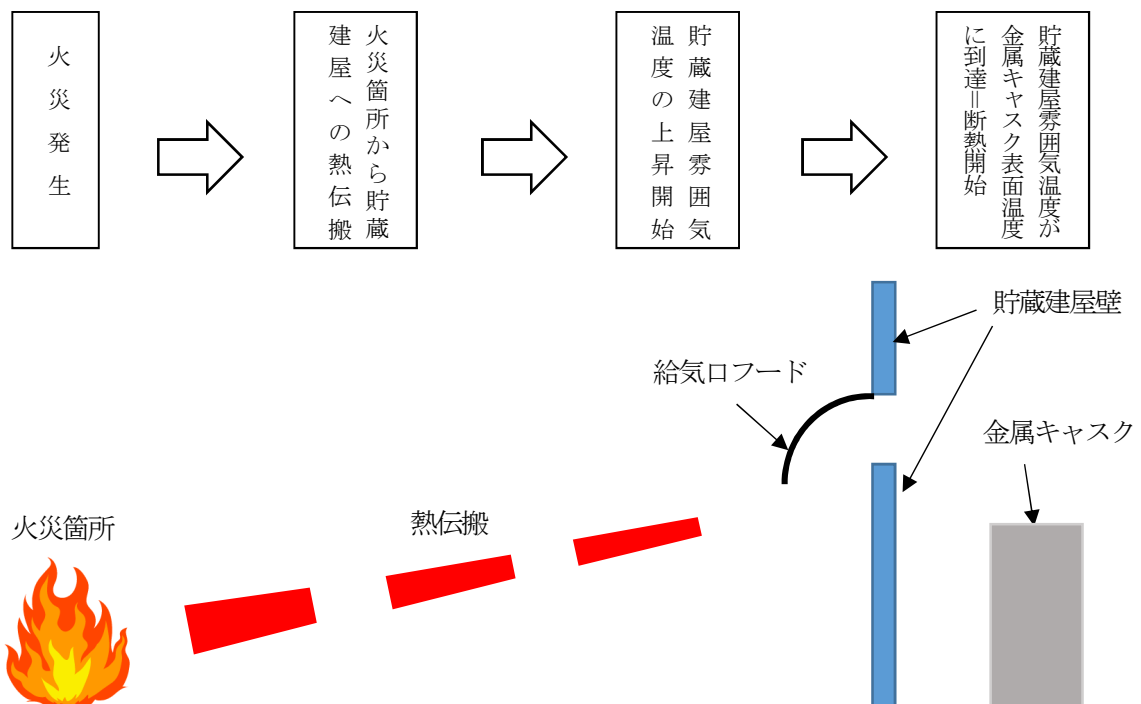 火災発生
火災箇所から貯蔵
建屋への熱伝搬
貯蔵建屋雰囲気
温度の上昇開始
貯蔵建屋雰囲気温度が
金属キャスク表面温度
に到達＝断熱開始
貯蔵建屋壁
給気口フード
金属キャスク
火災箇所
熱伝搬